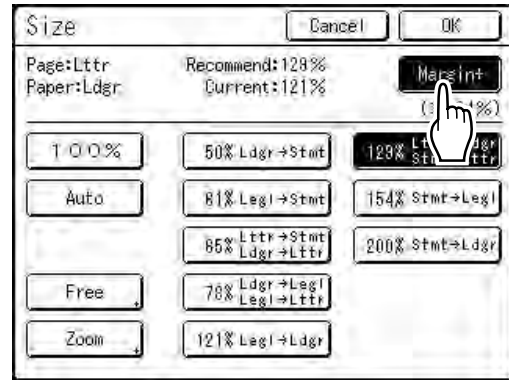 Size
Cancel
OK
Page:Lttr
Recommend:129%
Margin+
Paper:Ldgr
Current:121%
100%
50% Ldgr→Stmt
129%
Auto
81% Legl→Stmt
154% Stmt→Legl
65% Lttr→Stmt
Ldgr→Lttr
200% Stmt→Ldgr
Free
78% Ldgr→Legl
Legl→Lttr
Zoom
121% Legl→Ldgr